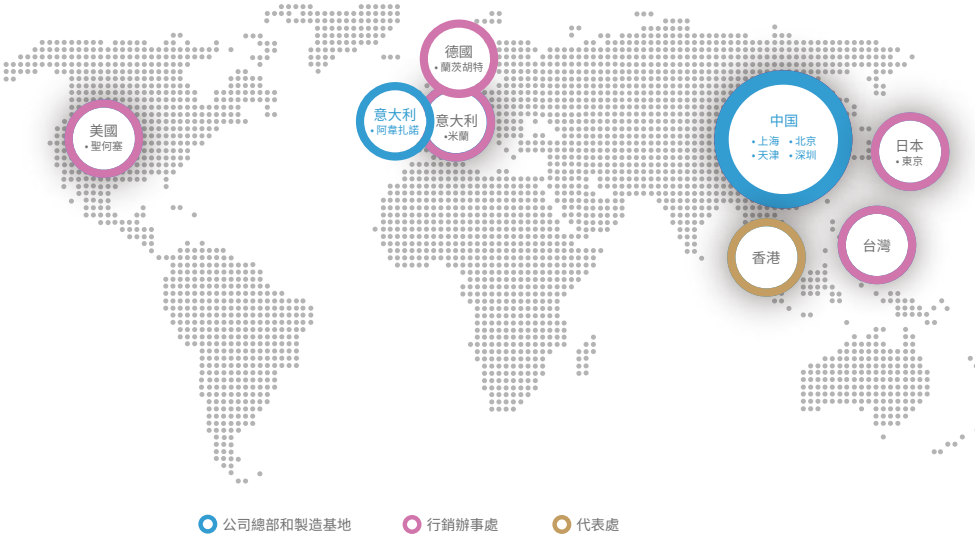 德國
• 蘭茨胡特
意大利
• 阿韋扎諾
意大利
•米蘭
美國
• 聖何塞
中国
• 上海 • 北京
• 天津 • 深圳
日本
• 東京
香港
台灣
公司總部和製造基地
行銷辦事處
代表處